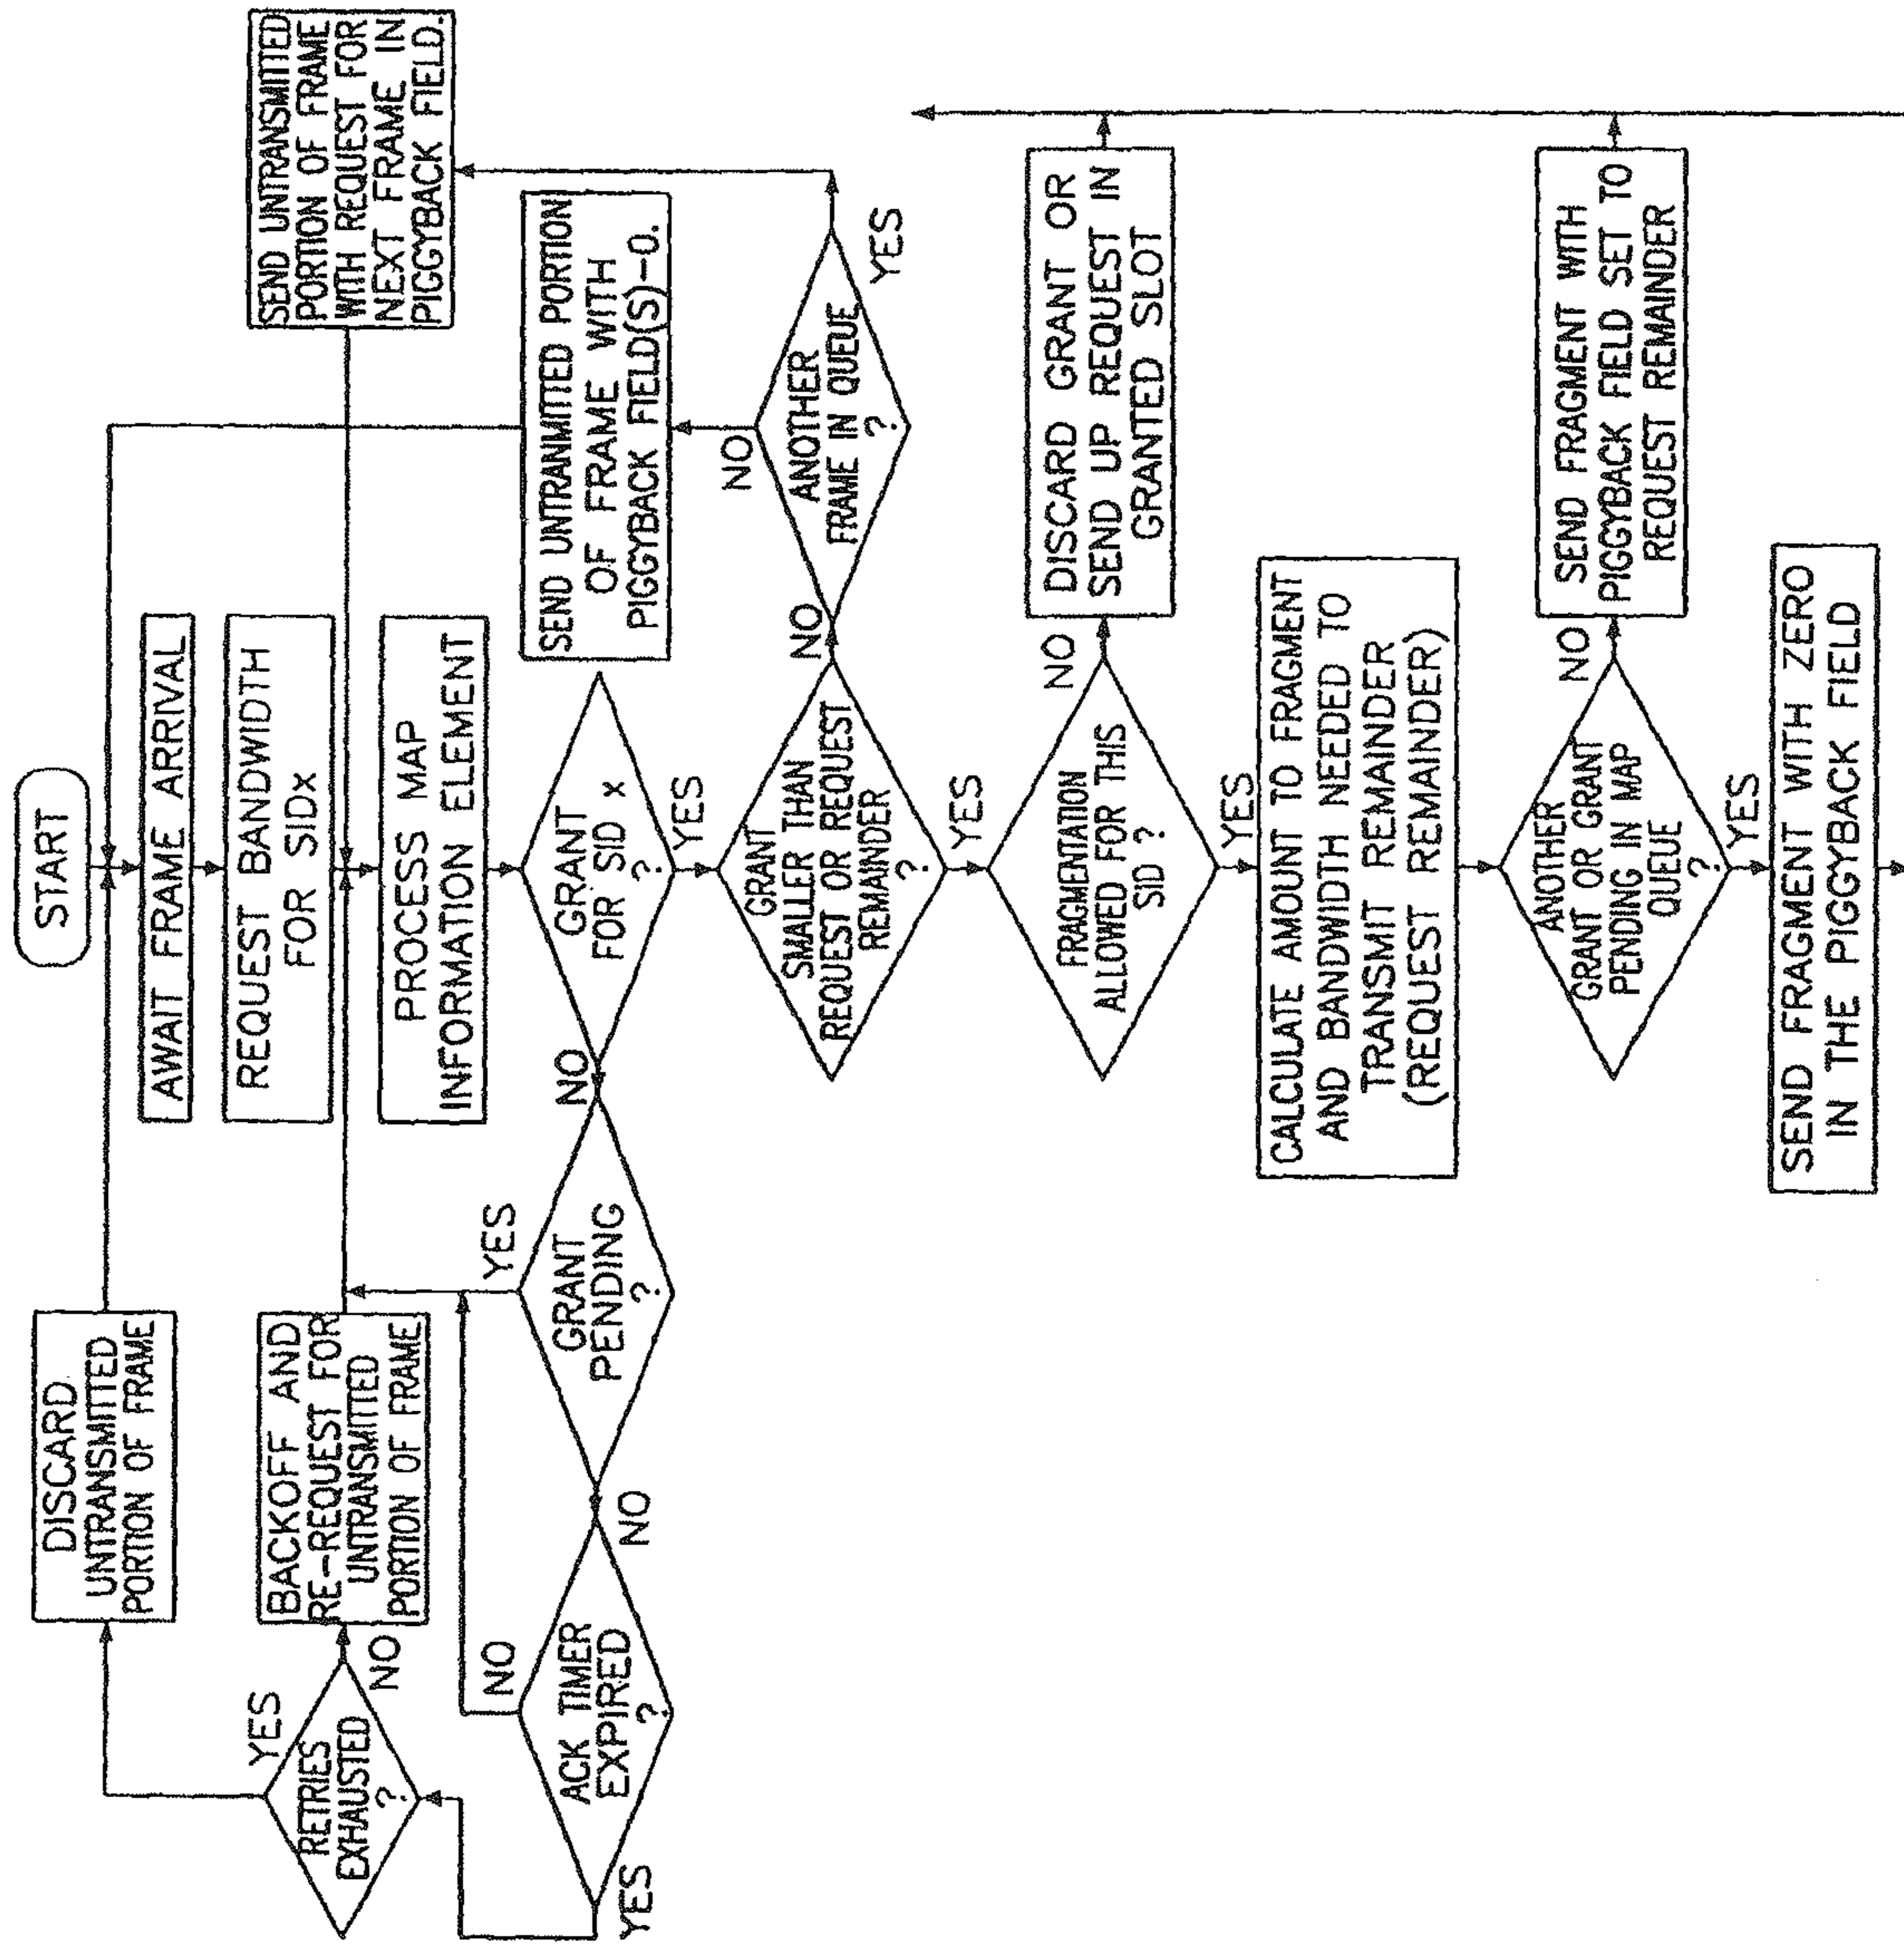 START
AWAIT FRAME ARRIVAL
REQUEST BANDWIDTH
FOR SIDx
PROCESS MAP
INFORMATION ELEMENT
GRANT
FOR SID x
?
NO
YES
GRANT
SMALLER THAN
REQUEST OR REQUEST
REMAINDER
?
NO
YES
FRAGMENTATION
ALLOWED FOR THIS
SID ?
NO
YES
CALCULATE AMOUNT TO FRAGMENT
AND BANDWIDTH NEEDED TO
TRANSMIT REMAINDER
(REQUEST REMAINDER)
ANOTHER
GRANT OR GRANT
PENDING IN MAP
QUEUE
?
NO
YES
SEND FRAGMENT WITH ZERO
IN THE PIGGYBACK FIELD
DISCARD
UNTRANSMITTED
PORTION OF FRAME
BACKOFF AND
RE-REQUEST FOR
UNTRANSMITTED
PORTION OF FRAME
RETRIES
EXHAUSTED
?
YES
NO
GRANT
PENDING
?
YES
NO
ACK TIMER
EXPIRED
?
NO
YES
SEND UNTRANSMITTED
PORTION OF FRAME
WITH REQUEST FOR
NEXT FRAME IN
PIGGYBACK FIELD.
SEND UNTRANMITTED PORTION
OF FRAME WITH
PIGGYBACK FIELD(S)-0.
ANOTHER
FRAME IN QUEUE
?
NO
YES
DISCARD GRANT OR
SEND UP REQUEST IN
GRANTED SLOT
SEND FRAGMENT WITH
PIGGYBACK FIELD SET TO
REQUEST REMAINDER